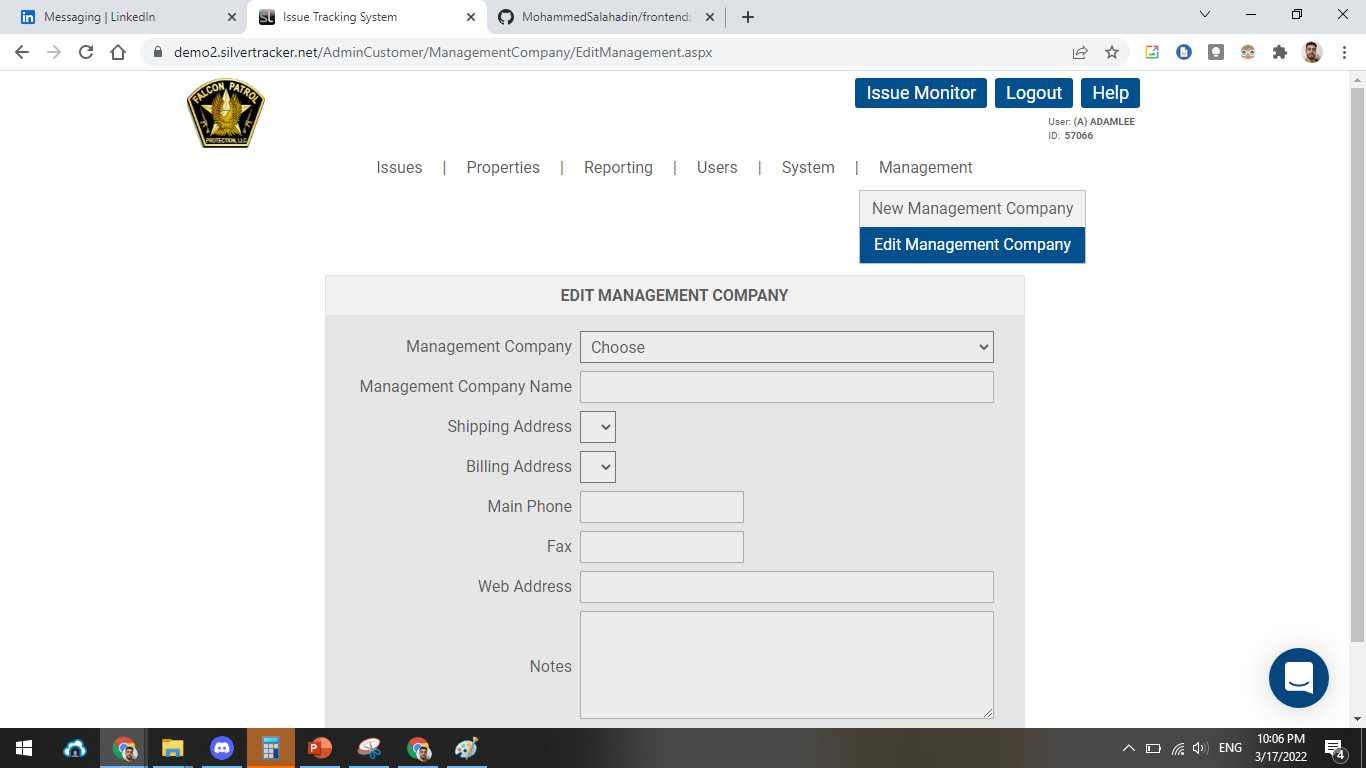 Messaging | LinkedIn
Issue Tracking System
MohammedSalahadin/frontend
demo2.silvertracker.net/AdminCustomer/ManagementCompany/EditManagement.aspx
FALCON PATROL
PROTECTION, LLC
Issue Monitor Logout Help
User: (A) ADAMLEE
ID: 57066
Issues | Properties | Reporting | Users | System | Management
New Management Company
Edit Management Company
EDIT MANAGEMENT COMPANY
Management Company Choose
Management Company Name
Shipping Address
Billing Address
Main Phone
Fax
Web Address
Notes
ENG
10:06 PM
3/17/2022
4